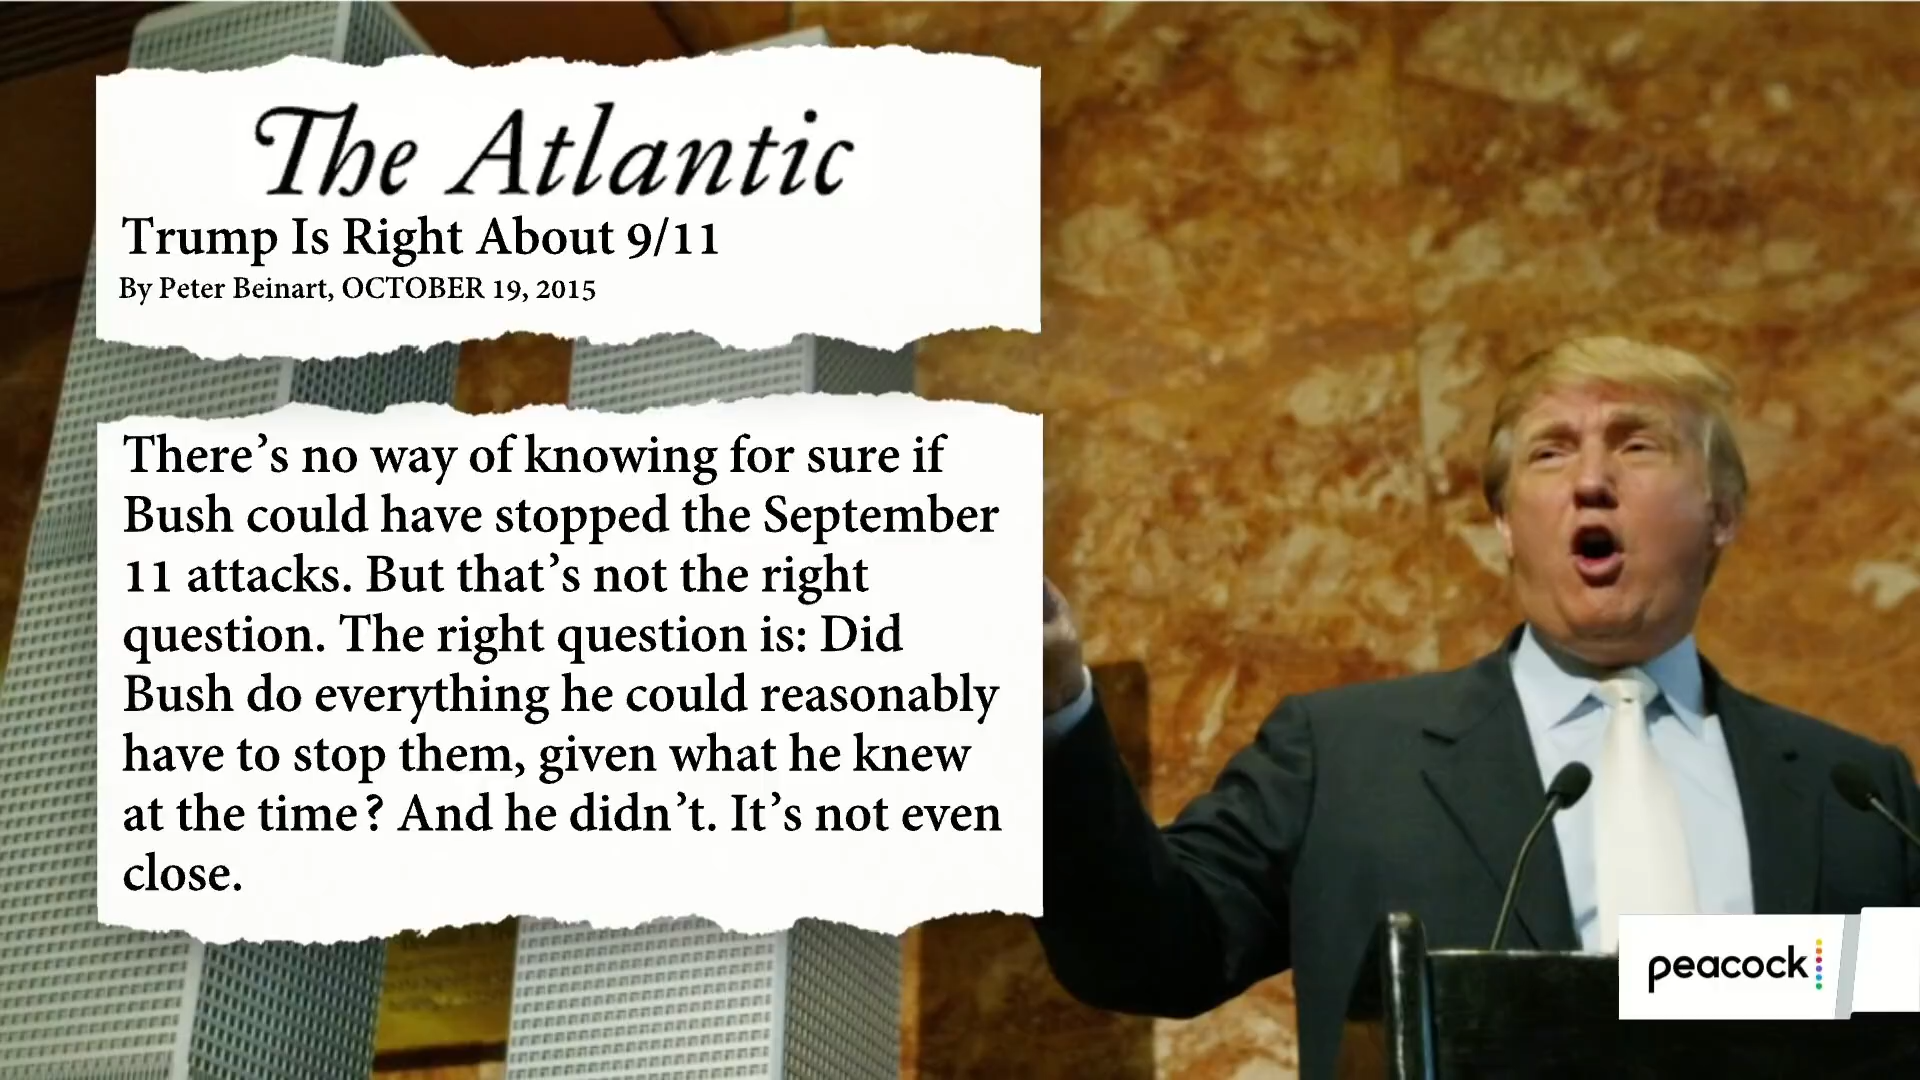 The Atlantic
Trump Is Right About 9/11
By Peter Beinart, OCTOBER 19, 2015
There’s no way of knowing for sure if
Bush could have stopped the September
11 attacks. But that’s not the right
question. The right question is: Did
Bush do everything he could reasonably
have to stop them, given what he knew
at the time? And he didn’t. It’s not even
close.
peacock